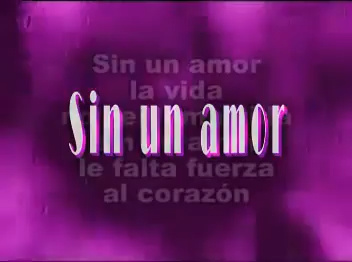 Sin un amor
la vida
Sin un amor
le falta fuerza
al corazón